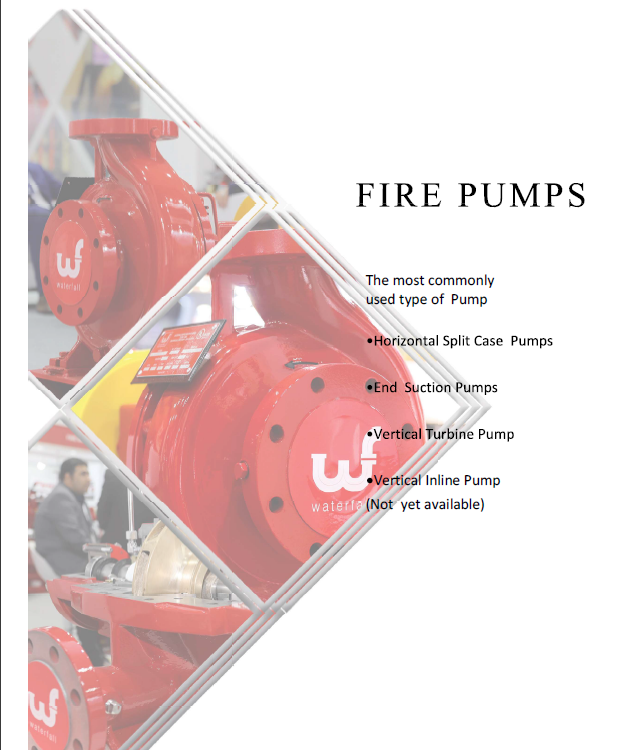 FIRE PUMPS
The most commonly
used type of Pump
•Horizontal Split Case Pumps
•End Suction Pumps
•Vertical Turbine Pump
•Vertical Inline Pump
(Not yet available)
wf
waterfall
wf
waterfa
wf
waterfall